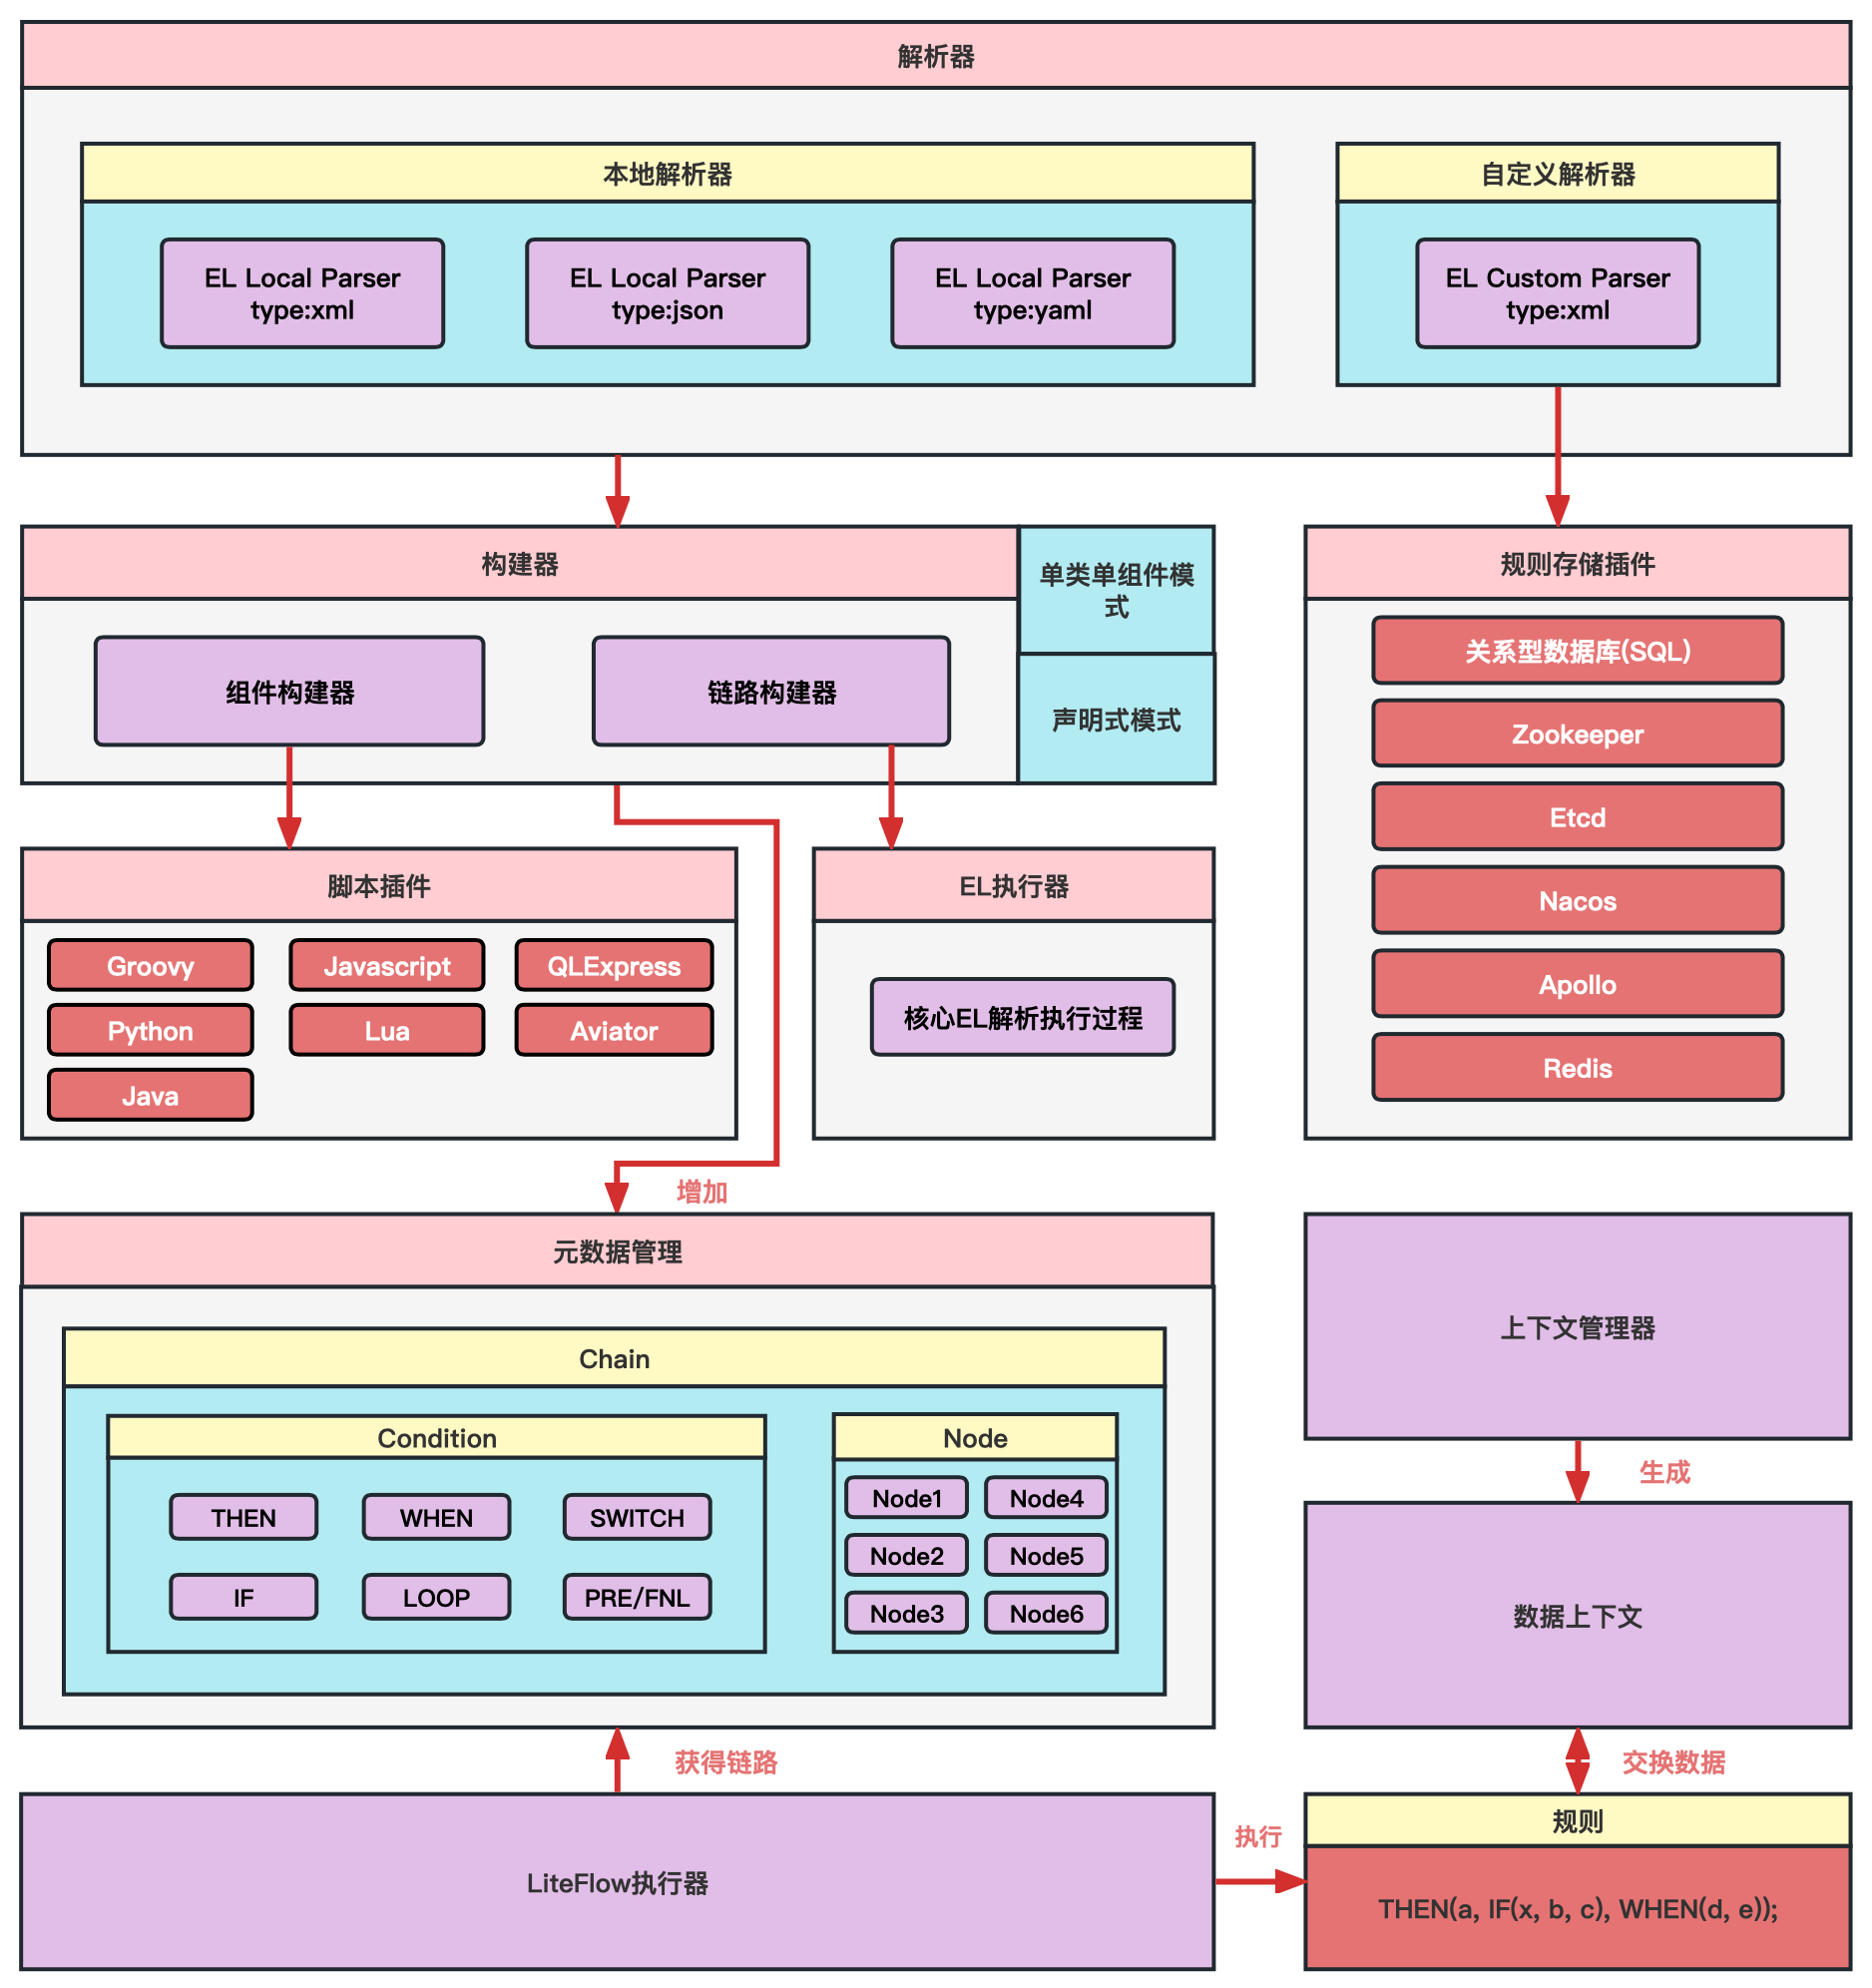 解析器
本地解析器
EL Local Parser
type:xml
EL Local Parser
type:json
EL Local Parser
type:yaml
自定义解析器
EL Custom Parser
type:xml
构建器
组件构建器
链路构建器
单类单组件模
式
声明式模式
规则存储插件
关系型数据库(SQL)
Zookeeper
Etcd
Nacos
Apollo
Redis
脚本插件
Groovy
Javascript
QLExpress
Python
Lua
Aviator
Java
EL执行器
核心EL解析执行过程
增加
元数据管理
Chain
Condition
THEN
WHEN
SWITCH
IF
LOOP
PRE/FNL
Node
Node1
Node4
Node2
Node5
Node3
Node6
上下文管理器
生成
数据上下文
获得链路
交换数据
LiteFlow执行器
执行
规则
THEN(a, IF(x, b, c), WHEN(d, e));